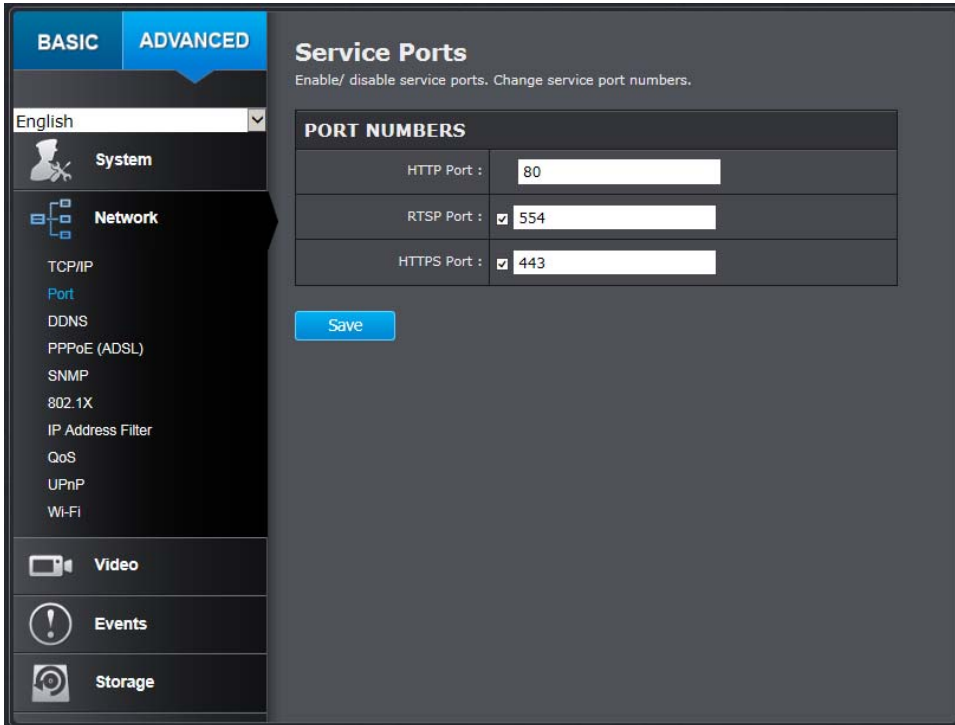 BASIC
ADVANCED
English
System
Network
TCP/IP
Port
DDNS
PPPoE (ADSL)
SNMP
802.1X
IP Address Filter
QoS
UPnP
Wi-Fi
Video
Events
Storage
Service Ports
Enable/ disable service ports. Change service port numbers.
PORT NUMBERS
HTTP Port : 80
RTSP Port : 554
HTTPS Port : 443
Save